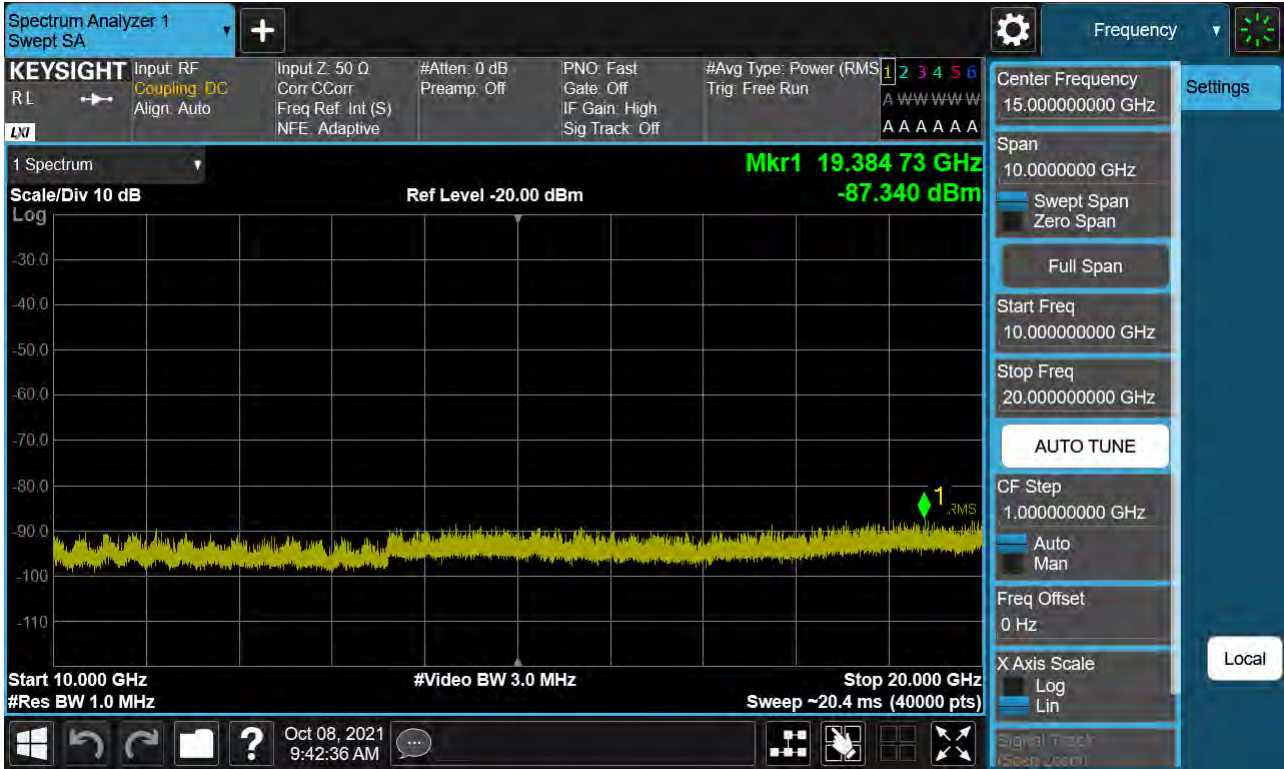 Spectrum Analyzer 1
Swept SA
+
Frequency
KEYSIGHT
R L
LXI
Input: RF
Coupling: DC
Align: Auto
Input Z: 50 Ω
Corr CCorr
Freq Ref: Int (S)
NFE: Adaptive
#Atten: 0 dB
Preamp: Off
PNO: Fast
Gate: Off
IF Gain: High
Sig Track: Off
#Avg Type: Power (RMS
Trig: Free Run
1 2 3 4 5 6
A W W W W W
A A A A A A
1 Spectrum
Mkr1 19.384 73 GHz
Scale/Div 10 dB
Ref Level -20.00 dBm
-87.340 dBm
Log
-30.0
-40.0
-50.0
-60.0
-70.0
-80.0
1
RMS
-90.0
-100
-110
Start 10.000 GHz
#Video BW 3.0 MHz
Stop 20.000 GHz
#Res BW 1.0 MHz
Sweep ~20.4 ms (40000 pts)
Center Frequency
15.000000000 GHz
Settings
Span
10.0000000 GHz
Swept Span
Zero Span
Full Span
Start Freq
10.000000000 GHz
Stop Freq
20.000000000 GHz
AUTO TUNE
CF Step
1.000000000 GHz
Auto
Man
Freq Offset
0 Hz
X Axis Scale
Log
Lin
Local
Signal Track
(Span Zoom)
?
Oct 08, 2021
9:42:36 AM